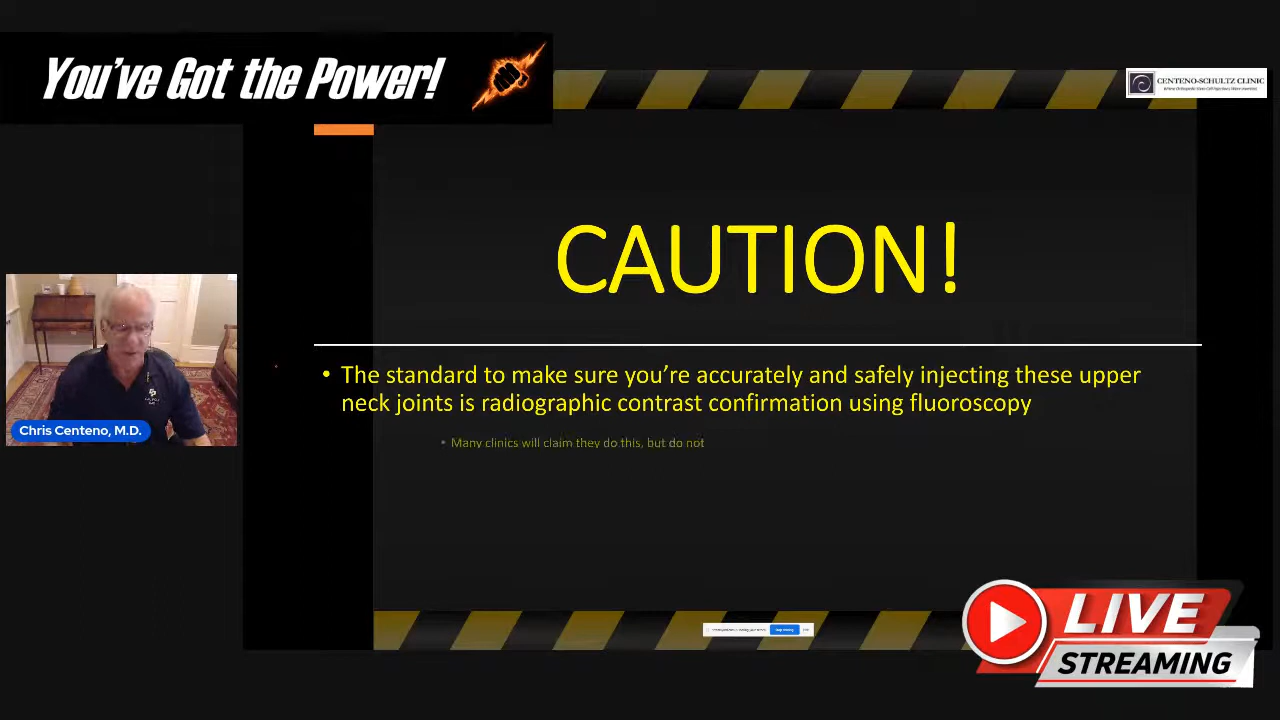 You've Got the Power!
CENTENO-SCHULTZ CLINIC
CAUTION!
• The standard to make sure you're accurately and safely injecting these upper
neck joints is radiographic contrast confirmation using fluoroscopy
• Many clinics will claim they do this, but do not
Chris Centeno, M.D.
LIVE
STREAMING